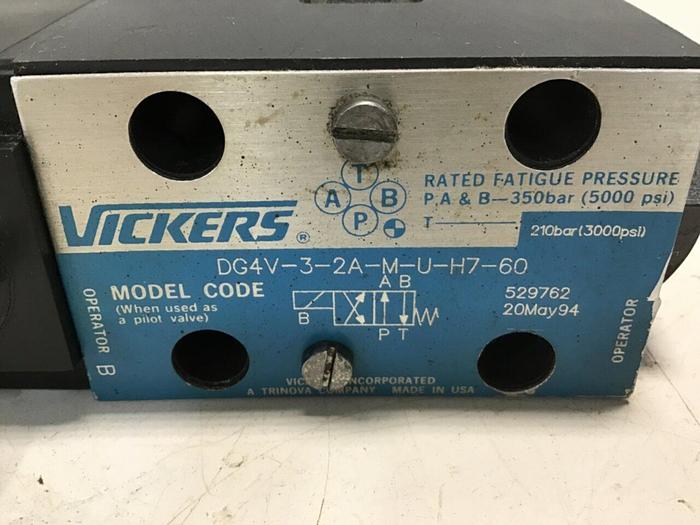 T
A B
P
VICKERS ®
RATED FATIGUE PRESSURE
P,A & B—350bar (5000 psi)
T 210bar(3000psi)
DG4V-3-2A-M-U-H7-60
MODEL CODE
(When used as
a pilot valve)
A B
B
P T
529762
20May94
OPERATOR B
OPERATOR
INCORPORATED
A TRINOVA COMPANY MADE IN USA